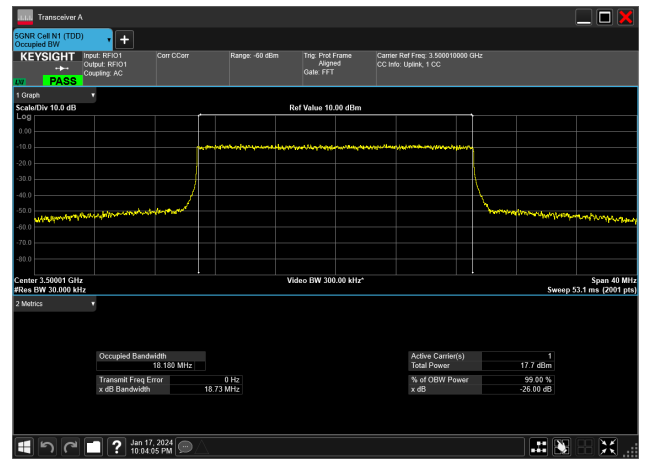 Transceiver A
5GNR Cell N1 (TDD)
Occupied BW
KEYSIGHT
Input: RFIO1
Output: RFIO1
Coupling: AC
Corr CCorr
Range: -60 dBm
Trig: Prot Frame
Aligned
Gate: FFT
Carrier Ref Freq: 3.500010000 GHz
CC Info: Uplink, 1 CC
PASS
1 Graph
Scale/Div 10.0 dB
Ref Value 10.00 dBm
Log
0.00
-10.0
-20.0
-30.0
-40.0
-50.0
-60.0
-70.0
-80.0
Center 3.50001 GHz
Video BW 300.00 kHz*
Span 40 MHz
#Res BW 30.000 kHz
Sweep 53.1 ms (2001 pts)
2 Metrics
Occupied Bandwidth
18.180 MHz
Active Carrier(s) 1
Total Power 17.7 dBm
Transmit Freq Error 0 Hz
x dB Bandwidth 18.73 MHz
% of OBW Power 99.00 %
x dB -26.00 dB
?
Jan 17, 2024
10:04:05 PM